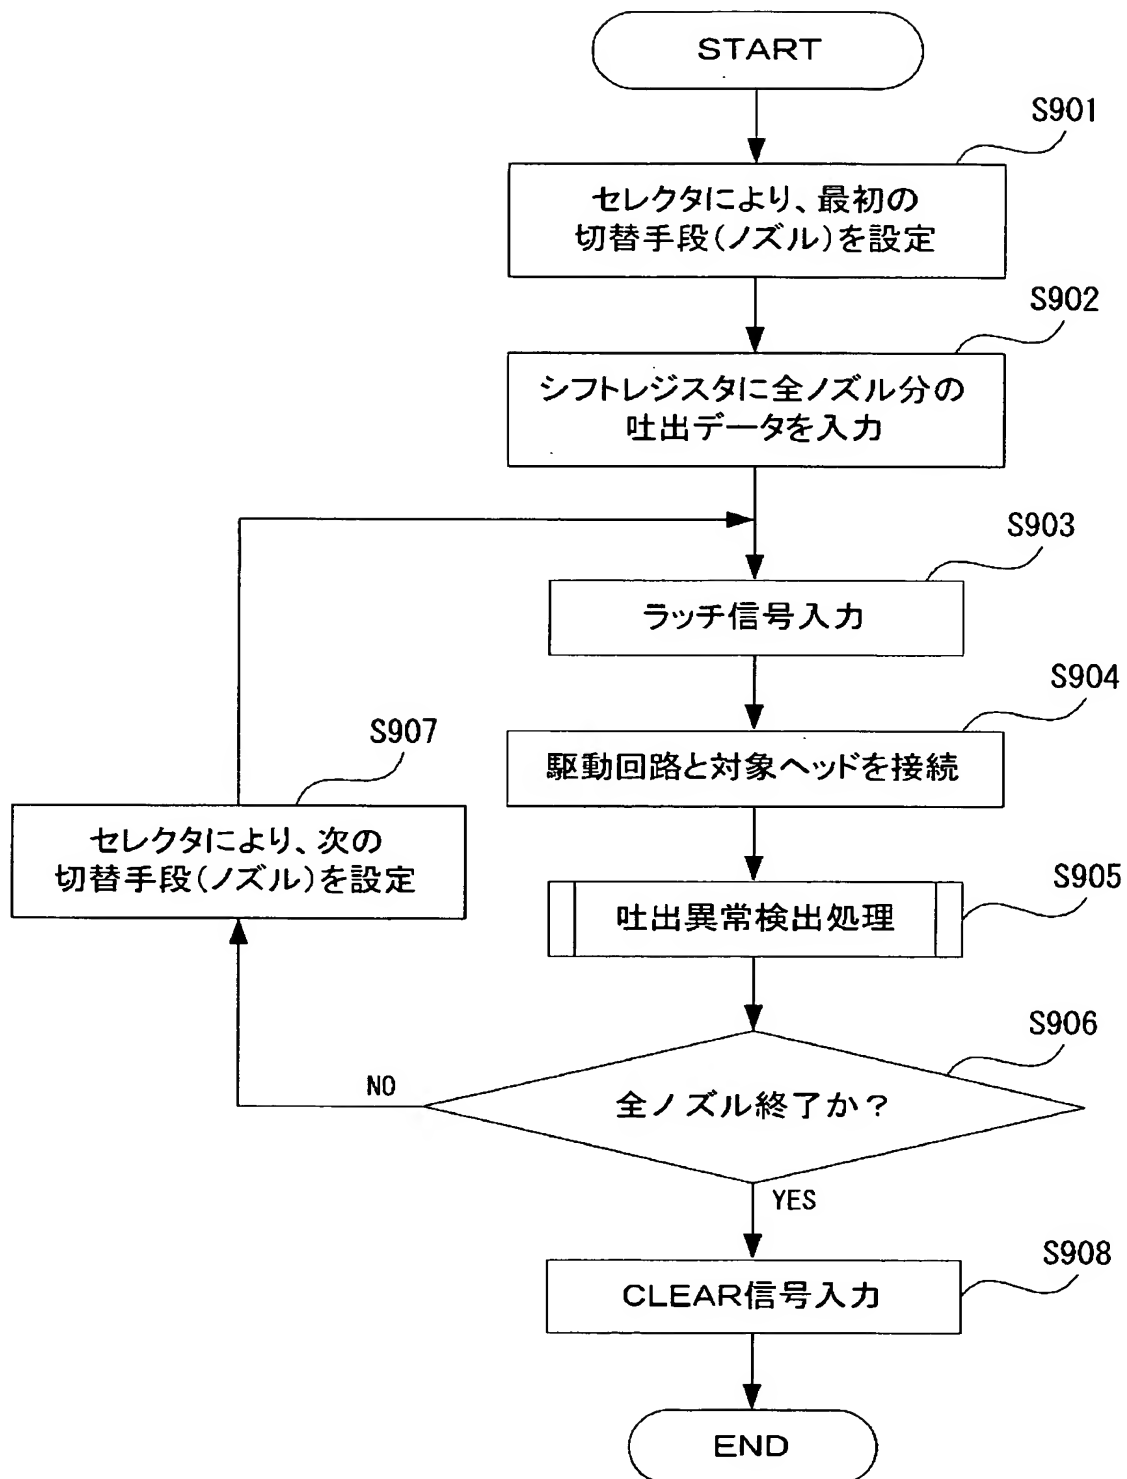 START
S901
セレクタにより、最初の
切替手段(ノズル)を設定
S902
シフトレジスタに全ノズル分の
吐出データを入力
S903
ラッチ信号入力
S904
駆動回路と対象ヘッドを接続
S907
セレクタにより、次の
切替手段(ノズル)を設定
S905
吐出異常検出処理
S906
全ノズル終了か?
NO
YES
S908
CLEAR信号入力
END